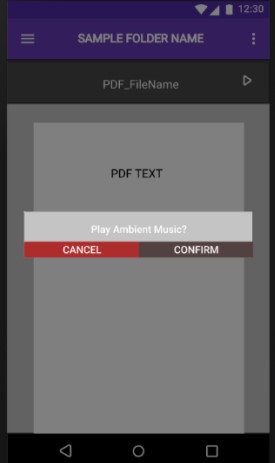 12:30
SAMPLE FOLDER NAME
PDF_FileName
PDF TEXT
Play Ambient Music?
CANCEL CONFIRM